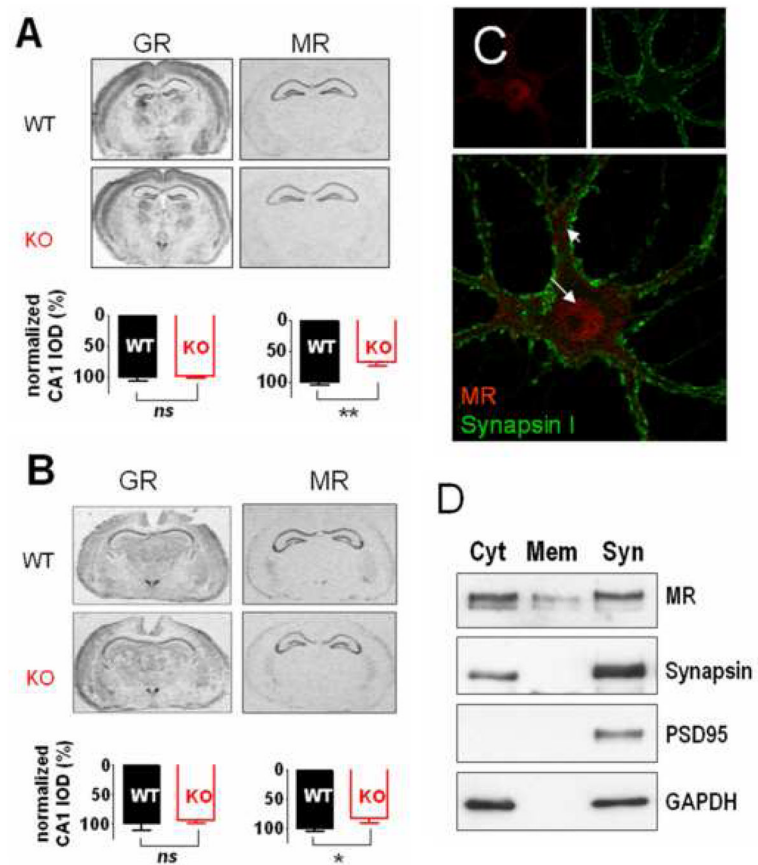 A
GR MR
WT
KO
normalized
CA1 IOD (%)
0
50
100
WT KO
ns
0
50
100
WT KO
**
B
GR MR
WT
KO
normalized
CA1 IOD (%)
0
50
100
WT KO
ns
0
50
100
WT KO
*
C
MR
Synapsin I
D
Cyt Mem Syn
MR
Synapsin
PSD95
GAPDH